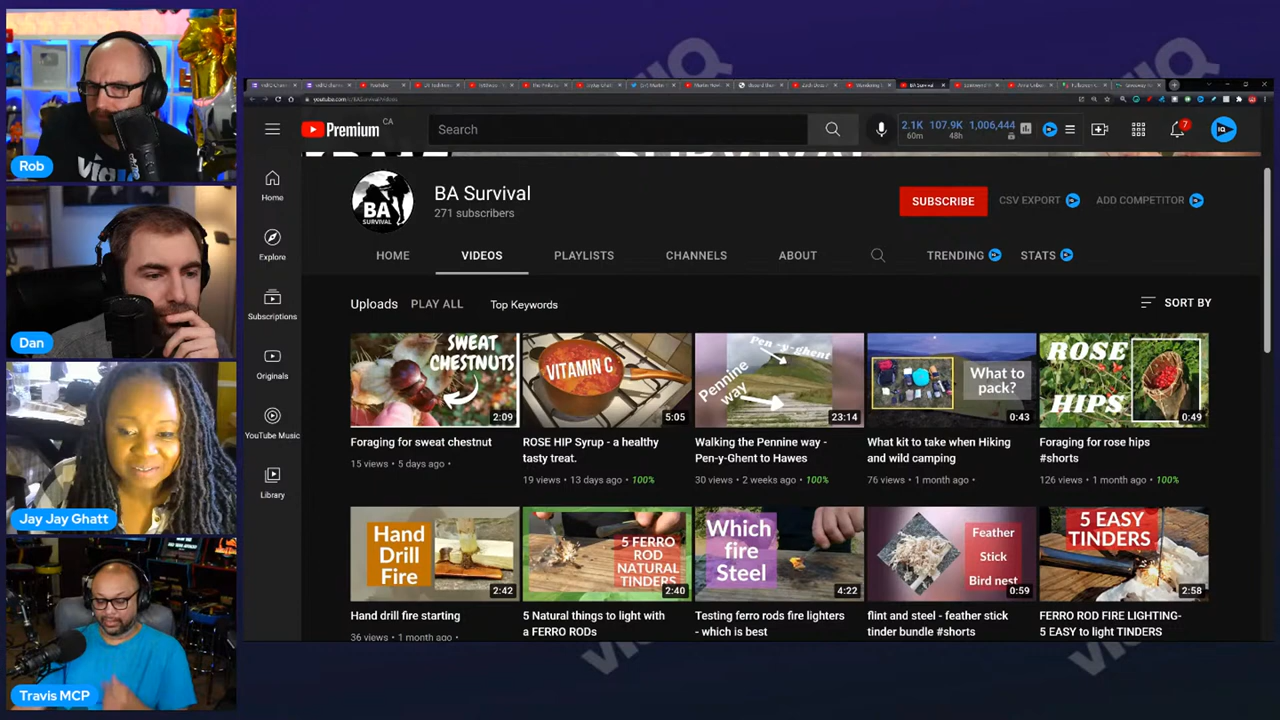 Rob
Dan
Jay Jay Ghatt
Travis MCP
youtube.com/c/BASurvival/videos
Premium CA
Search
2.1K 107.9K 1,006,444
60m 48h
7
Home
Explore
Subscriptions
Originals
YouTube Music
Library
BA
SURVIVAL
BA Survival
271 subscribers
SUBSCRIBE
CSV EXPORT
ADD COMPETITOR
HOME VIDEOS PLAYLISTS CHANNELS ABOUT TRENDING STATS
Uploads PLAY ALL Top Keywords SORT BY
SWEAT
CHESTNUTS
2:09
Foraging for sweat chestnut
15 views • 5 days ago •
VITAMIN C
5:05
ROSE HIP Syrup - a healthy
tasty treat.
19 views • 13 days ago • 100%
Pen -y-ghent
Pennine
way
23:14
Walking the Pennine way -
Pen-y-Ghent to Hawes
30 views • 2 weeks ago • 100%
What to
pack?
0:43
What kit to take when Hiking
and wild camping
76 views • 1 month ago •
ROSE
HIPS
0:49
Foraging for rose hips
#shorts
126 views • 1 month ago • 100%
Hand
Drill
Fire
2:42
Hand drill fire starting
36 views • 1 month ago •
5 FERRO
ROD
NATURAL
TINDERS
2:40
5 Natural things to light with
a FERRO RODs
Which
fire
Steel
4:22
Testing ferro rods fire lighters
- which is best
Feather
Stick
Bird nest
0:59
flint and steel - feather stick
tinder bundle #shorts
5 EASY
TINDERS
2:58
FERRO ROD FIRE LIGHTING-
5 EASY to light TINDERS